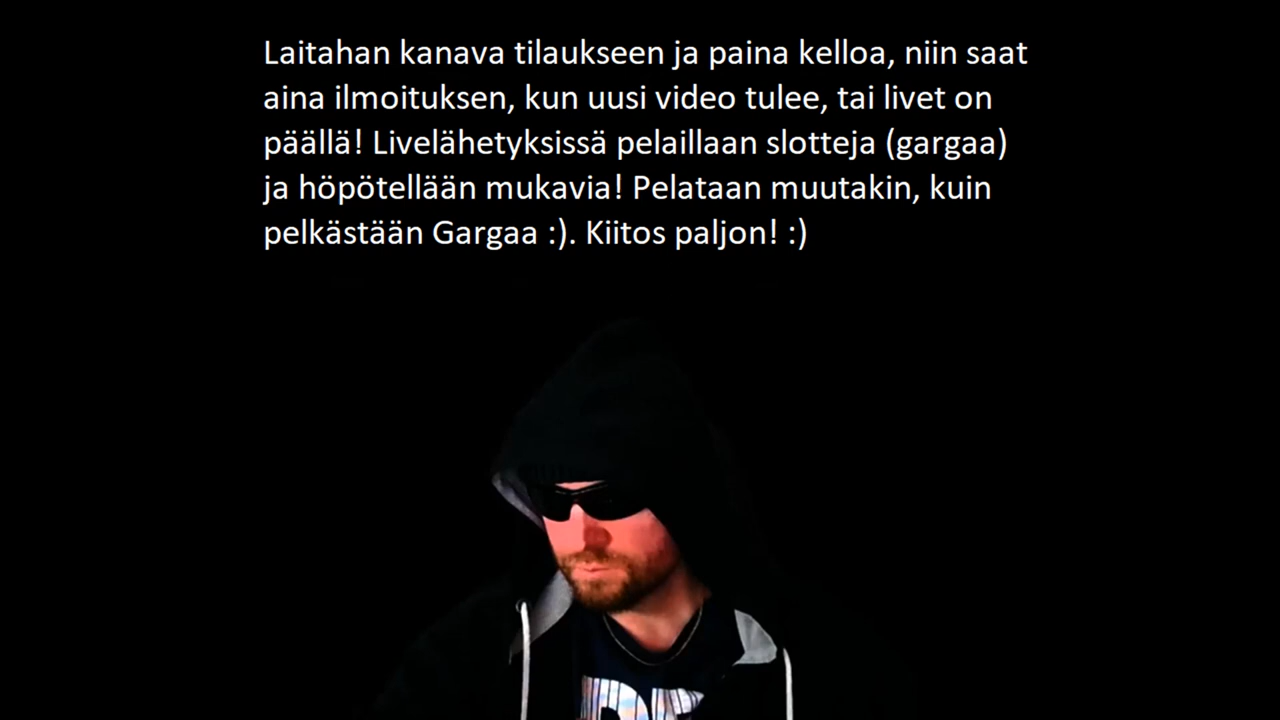 Laitahan kanava tilaukseen ja paina kelloa, niin saat
aina ilmoituksen, kun uusi video tulee, tai livet on
päällä! Livelähetyksissä pelaillaan slotteja (gargaa)
ja höpötellään mukavia! Pelataan muutakin, kuin
pelkästään Gargaa :). Kiitos paljon! :)